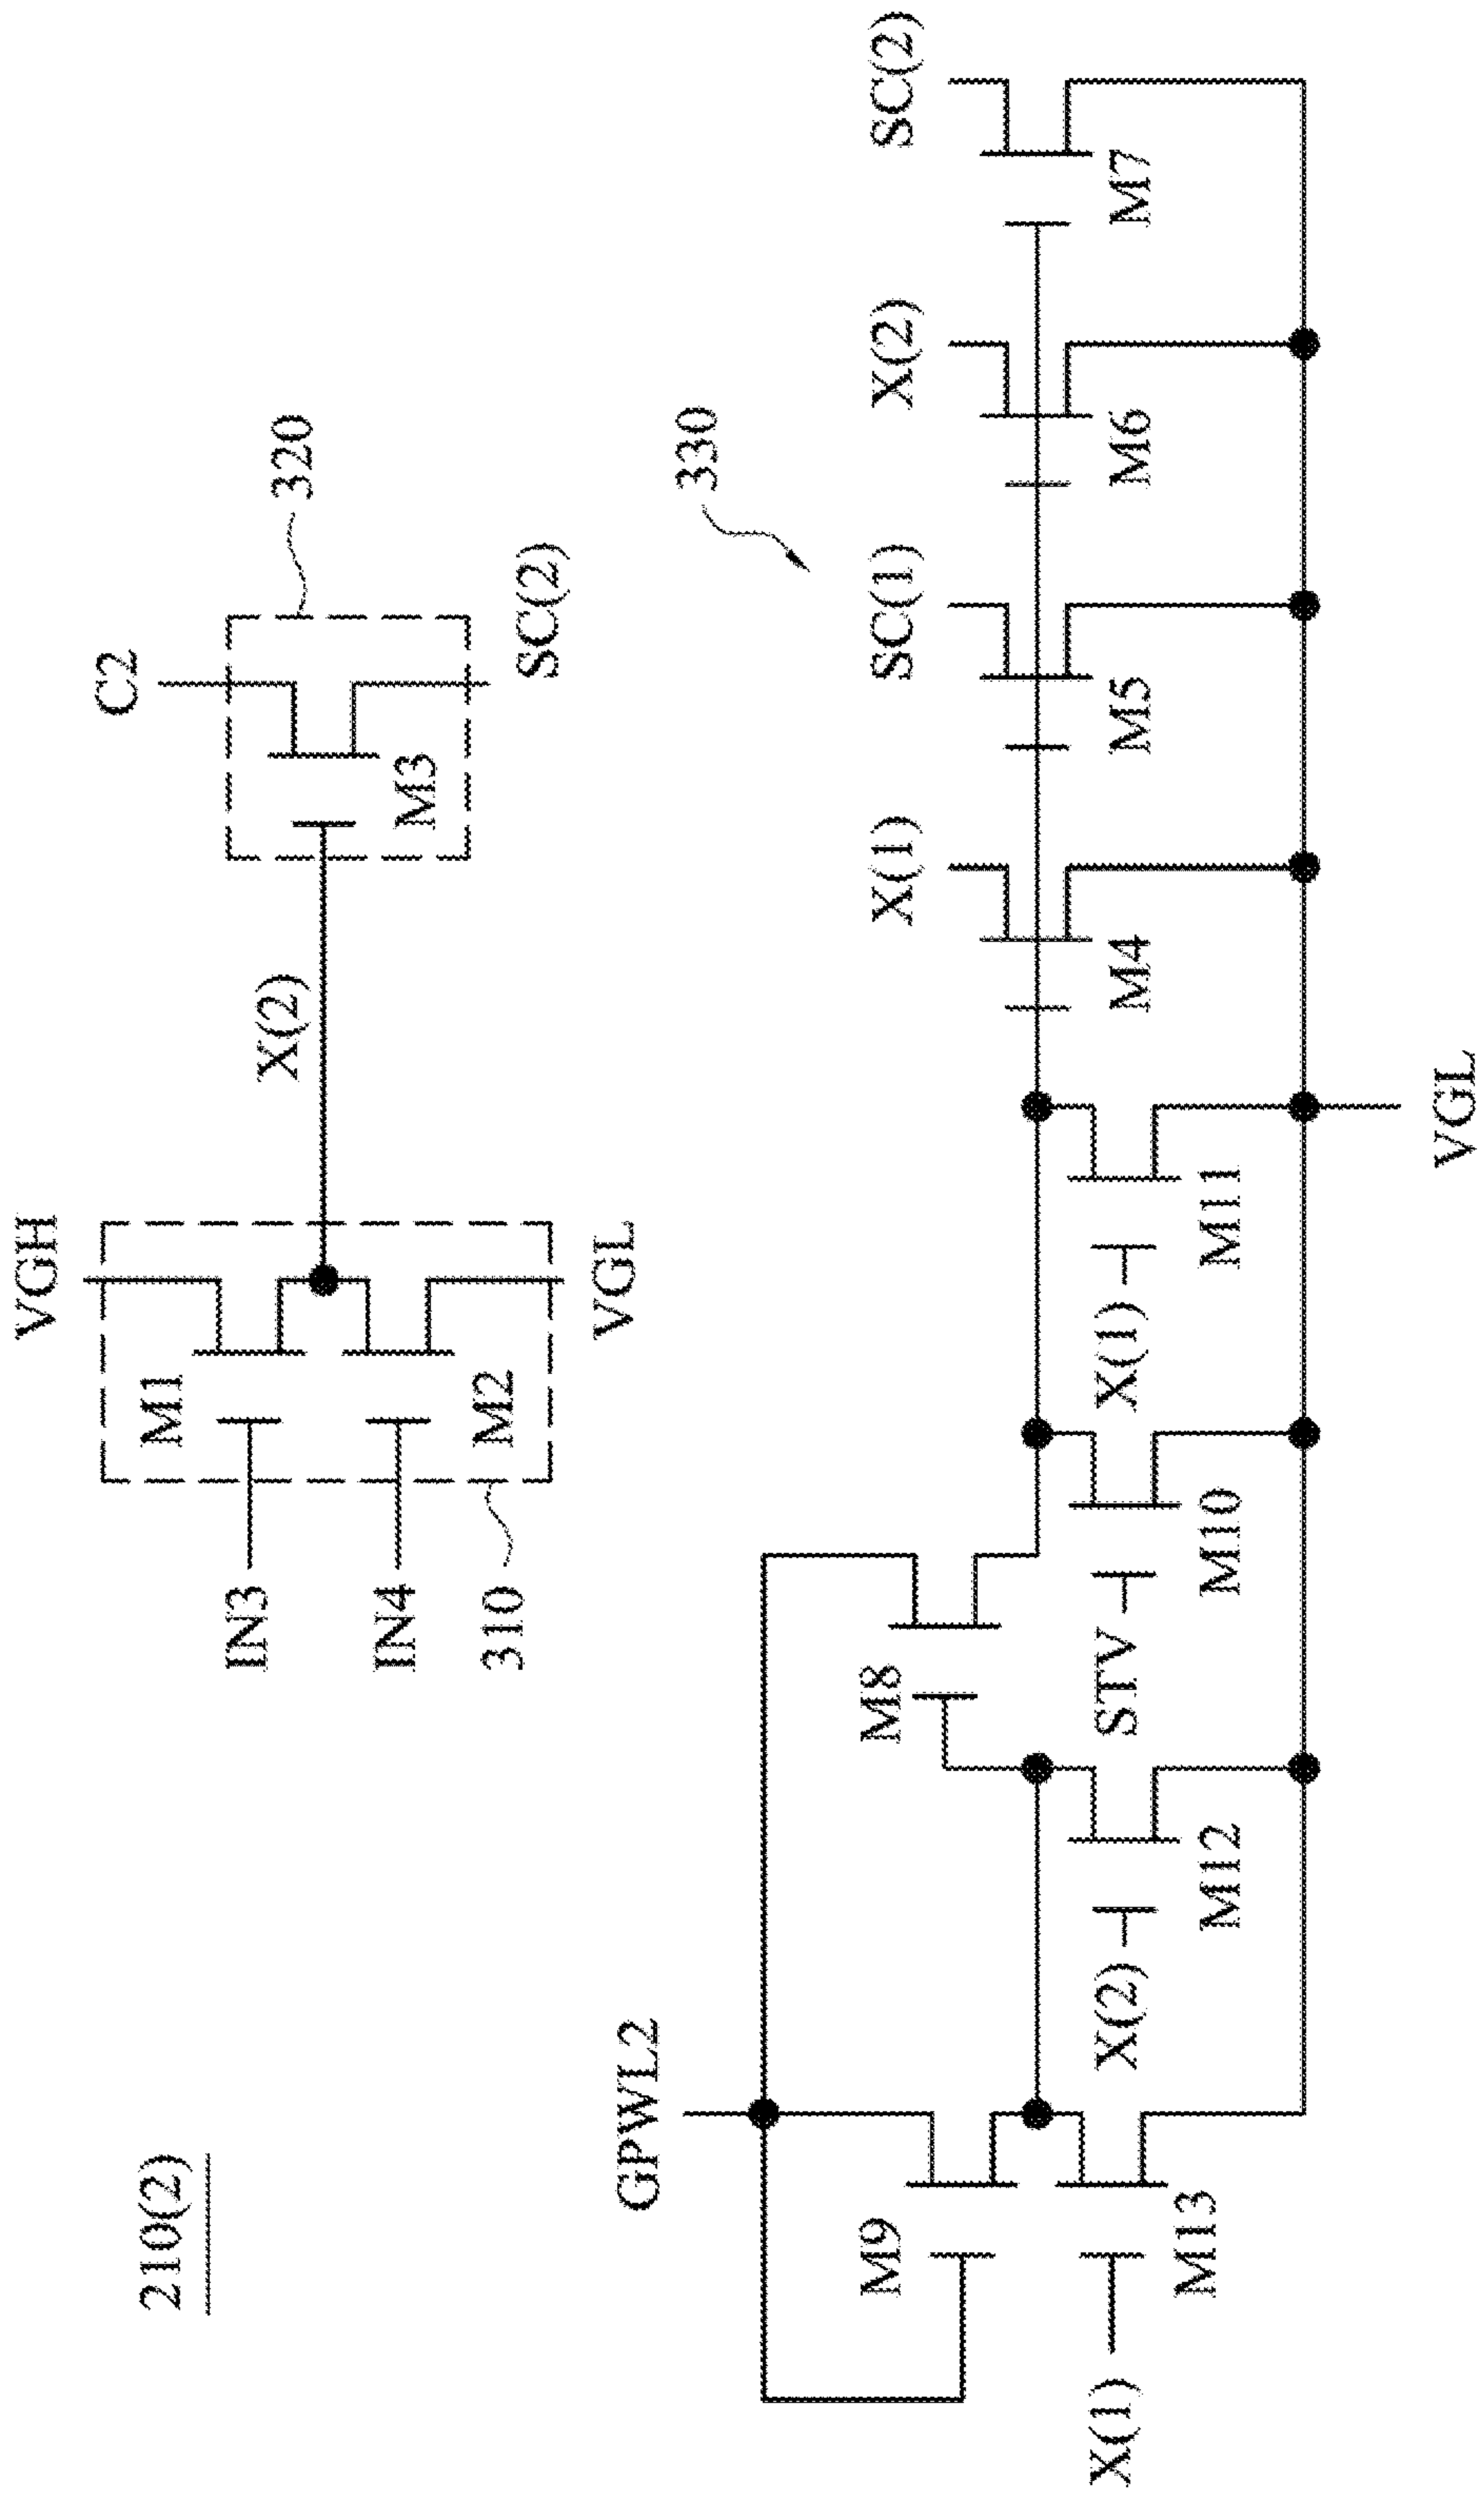 210(2)
VGH
M1
IN3
IN4
M2
310
VGL
X(2)
C2
320
M3
SC(2)
330
GPWL2
M9
X(1)
M13
X(2)
M12
M8
STV
M10
X(1)
M11
VGL
X(1)
M4
SC(1)
M5
X(2)
M6
SC(2)
M7